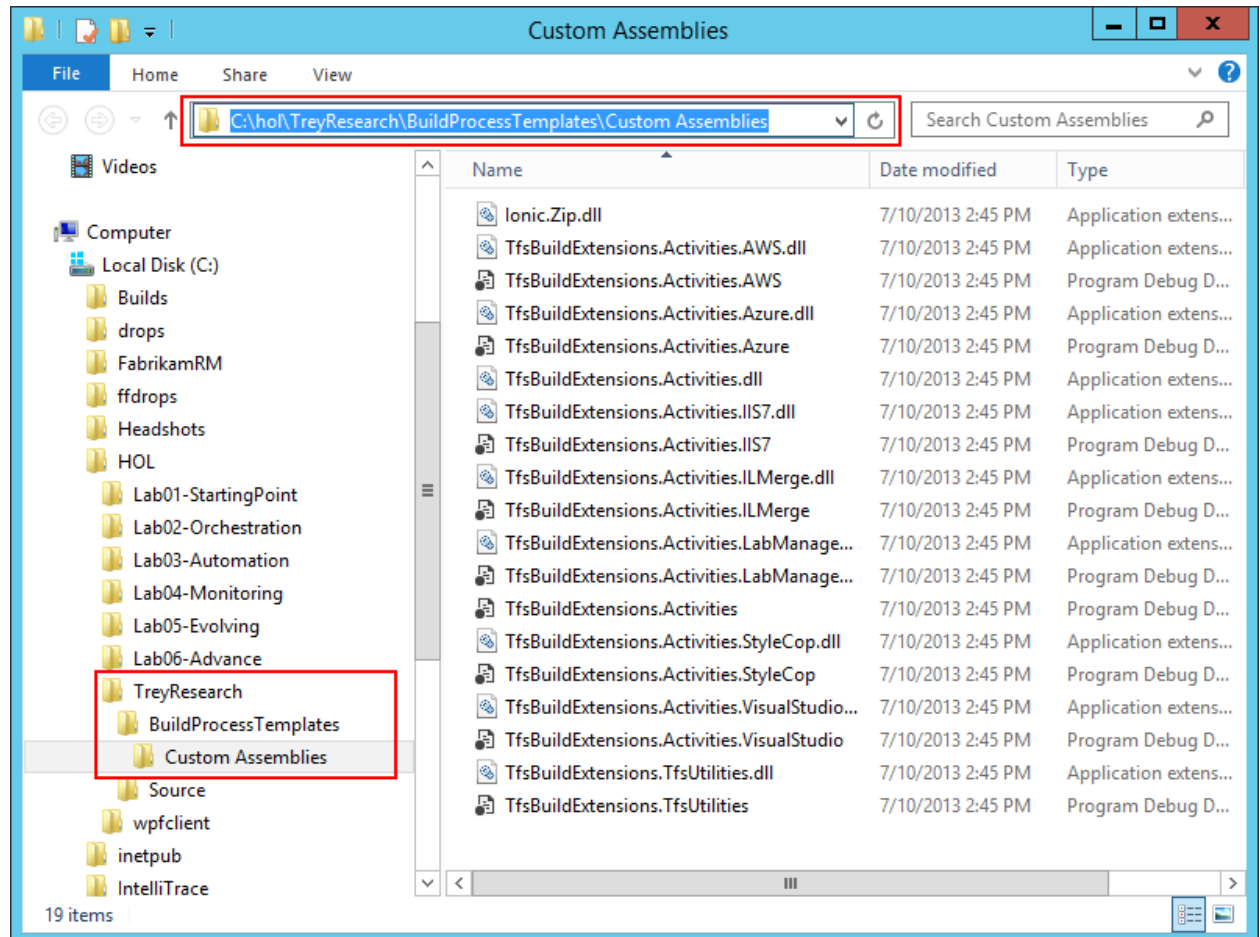 Custom Assemblies
File Home Share View
C:\hol\TreyResearch\BuildProcessTemplates\Custom Assemblies Search Custom Assemblies
Videos
Computer
Local Disk (C:)
Builds
drops
FabrikamRM
ffdrops
Headshots
HOL
Lab01-StartingPoint
Lab02-Orchestration
Lab03-Automation
Lab04-Monitoring
Lab05-Evolving
Lab06-Advance
TreyResearch
BuildProcessTemplates
Custom Assemblies
Source
wpfclient
inetpub
IntelliTrace
Name Date modified Type
Ionic.Zip.dll 7/10/2013 2:45 PM Application extens...
TfsBuildExtensions.Activities.AWS.dll 7/10/2013 2:45 PM Application extens...
TfsBuildExtensions.Activities.AWS 7/10/2013 2:45 PM Program Debug D...
TfsBuildExtensions.Activities.Azure.dll 7/10/2013 2:45 PM Application extens...
TfsBuildExtensions.Activities.Azure 7/10/2013 2:45 PM Program Debug D...
TfsBuildExtensions.Activities.dll 7/10/2013 2:45 PM Application extens...
TfsBuildExtensions.Activities.IIS7.dll 7/10/2013 2:45 PM Application extens...
TfsBuildExtensions.Activities.IIS7 7/10/2013 2:45 PM Program Debug D...
TfsBuildExtensions.Activities.ILMerge.dll 7/10/2013 2:45 PM Application extens...
TfsBuildExtensions.Activities.ILMerge 7/10/2013 2:45 PM Program Debug D...
TfsBuildExtensions.Activities.LabManage... 7/10/2013 2:45 PM Application extens...
TfsBuildExtensions.Activities.LabManage... 7/10/2013 2:45 PM Program Debug D...
TfsBuildExtensions.Activities 7/10/2013 2:45 PM Program Debug D...
TfsBuildExtensions.Activities.StyleCop.dll 7/10/2013 2:45 PM Application extens...
TfsBuildExtensions.Activities.StyleCop 7/10/2013 2:45 PM Program Debug D...
TfsBuildExtensions.Activities.VisualStudio... 7/10/2013 2:45 PM Application extens...
TfsBuildExtensions.Activities.VisualStudio 7/10/2013 2:45 PM Program Debug D...
TfsBuildExtensions.TfsUtilities.dll 7/10/2013 2:45 PM Application extens...
TfsBuildExtensions.TfsUtilities 7/10/2013 2:45 PM Program Debug D...
19 items